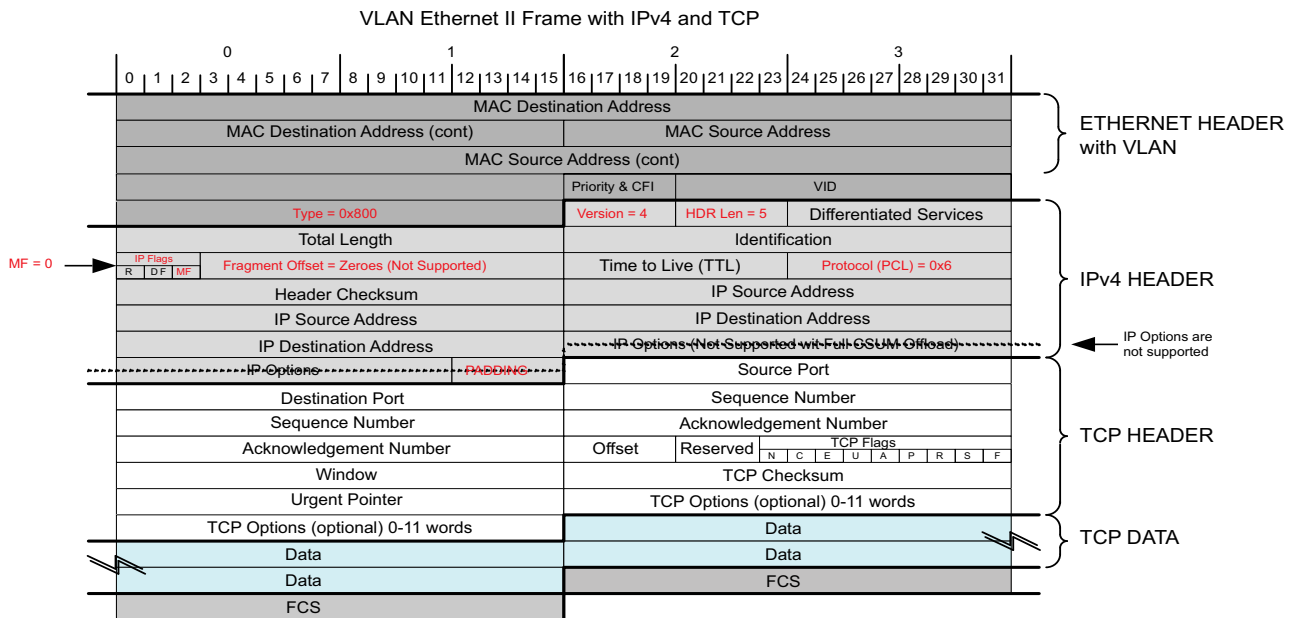 VLAN Ethernet II Frame with IPv4 and TCP
0 1 2 3
0 1 2 3 4 5 6 7 8 9 10 11 12 13 14 15 16 17 18 19 20 21 22 23 24 25 26 27 28 29 30 31
MAC Destination Address
MAC Destination Address (cont) MAC Source Address
ETHERNET HEADER
with VLAN
MAC Source Address (cont)
Priority & CFI VID
Type = 0x800 Version = 4 HDR Len = 5 Differentiated Services
Total Length Identification
MF = 0
IP Flags
R D F MF
Fragment Offset = Zeroes (Not Supported) Time to Live (TTL) Protocol (PCL) = 0x6
IPv4 HEADER
Header Checksum IP Source Address
IP Source Address IP Destination Address
IP Destination Address IP Options (Not Supported wit Full CSUM Offload)
IP Options are
not supported
IP Options PADDING Source Port
Destination Port Sequence Number
Sequence Number Acknowledgement Number
TCP HEADER
Acknowledgement Number Offset Reserved TCP Flags
N C E U A P R S F
Window TCP Checksum
Urgent Pointer TCP Options (optional) 0-11 words
TCP Options (optional) 0-11 words Data
TCP DATA
Data Data
Data FCS
FCS